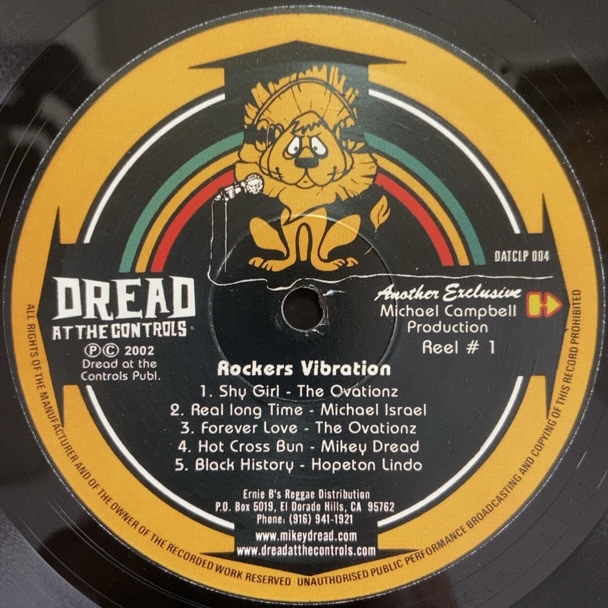 DATCLP 004
DREAD
AT THE CONTROLS
Ⓟ© 2002
Dread at the
Controls Publ.
Another Exclusive
Michael Campbell
Production
Reel # 1
Rockers Vibration
1. Shy Girl - The Ovationz
2. Real long Time - Michael Israel
3. Forever Love - The Ovationz
4. Hot Cross Bun - Mikey Dread
5. Black History - Hopeton Lindo
Ernie B's Reggae Distribution
P.O. Box 5019, El Dorado Hills, CA 95762
Phone: (916) 941-1921
www.mikeydread.com
www.dreadatthecontrols.com
ALL RIGHTS OF THE MANUFACTURER AND OF THE OWNER OF THE RECORDED WORK RESERVED · UNAUTHORISED PUBLIC PERFORMANCE BROADCASTING AND COPYING OF THIS RECORD PROHIBITED